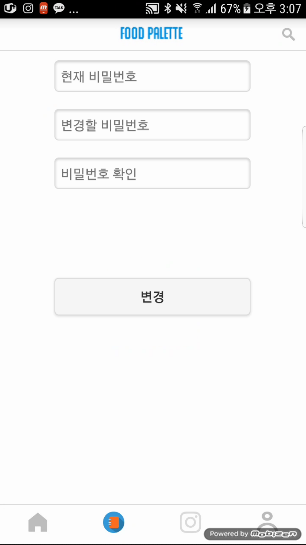 ... 67% 오후 3:07
FOOD PALETTE
현재 비밀번호
변경할 비밀번호
비밀번호 확인
변경
Powered by mobizen